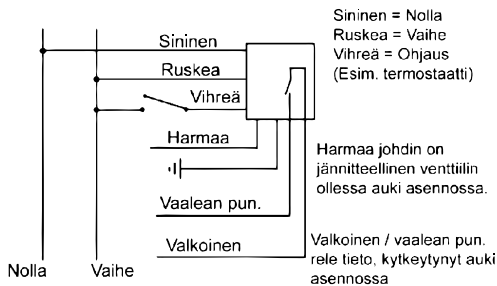 Sininen = Nolla
Ruskea = Vaihe
Vihreä = Ohjaus
(Esim. termostaatti)
Sininen
Ruskea
Vihreä
Harmaa
Harmaa johdin on
jännitteellinen venttiilin
ollessa auki asennossa.
Vaalean pun.
Valkoinen
Valkoinen / vaalean pun.
rele tieto, kytkeytynyt auki
asennossa
Nolla
Vaihe